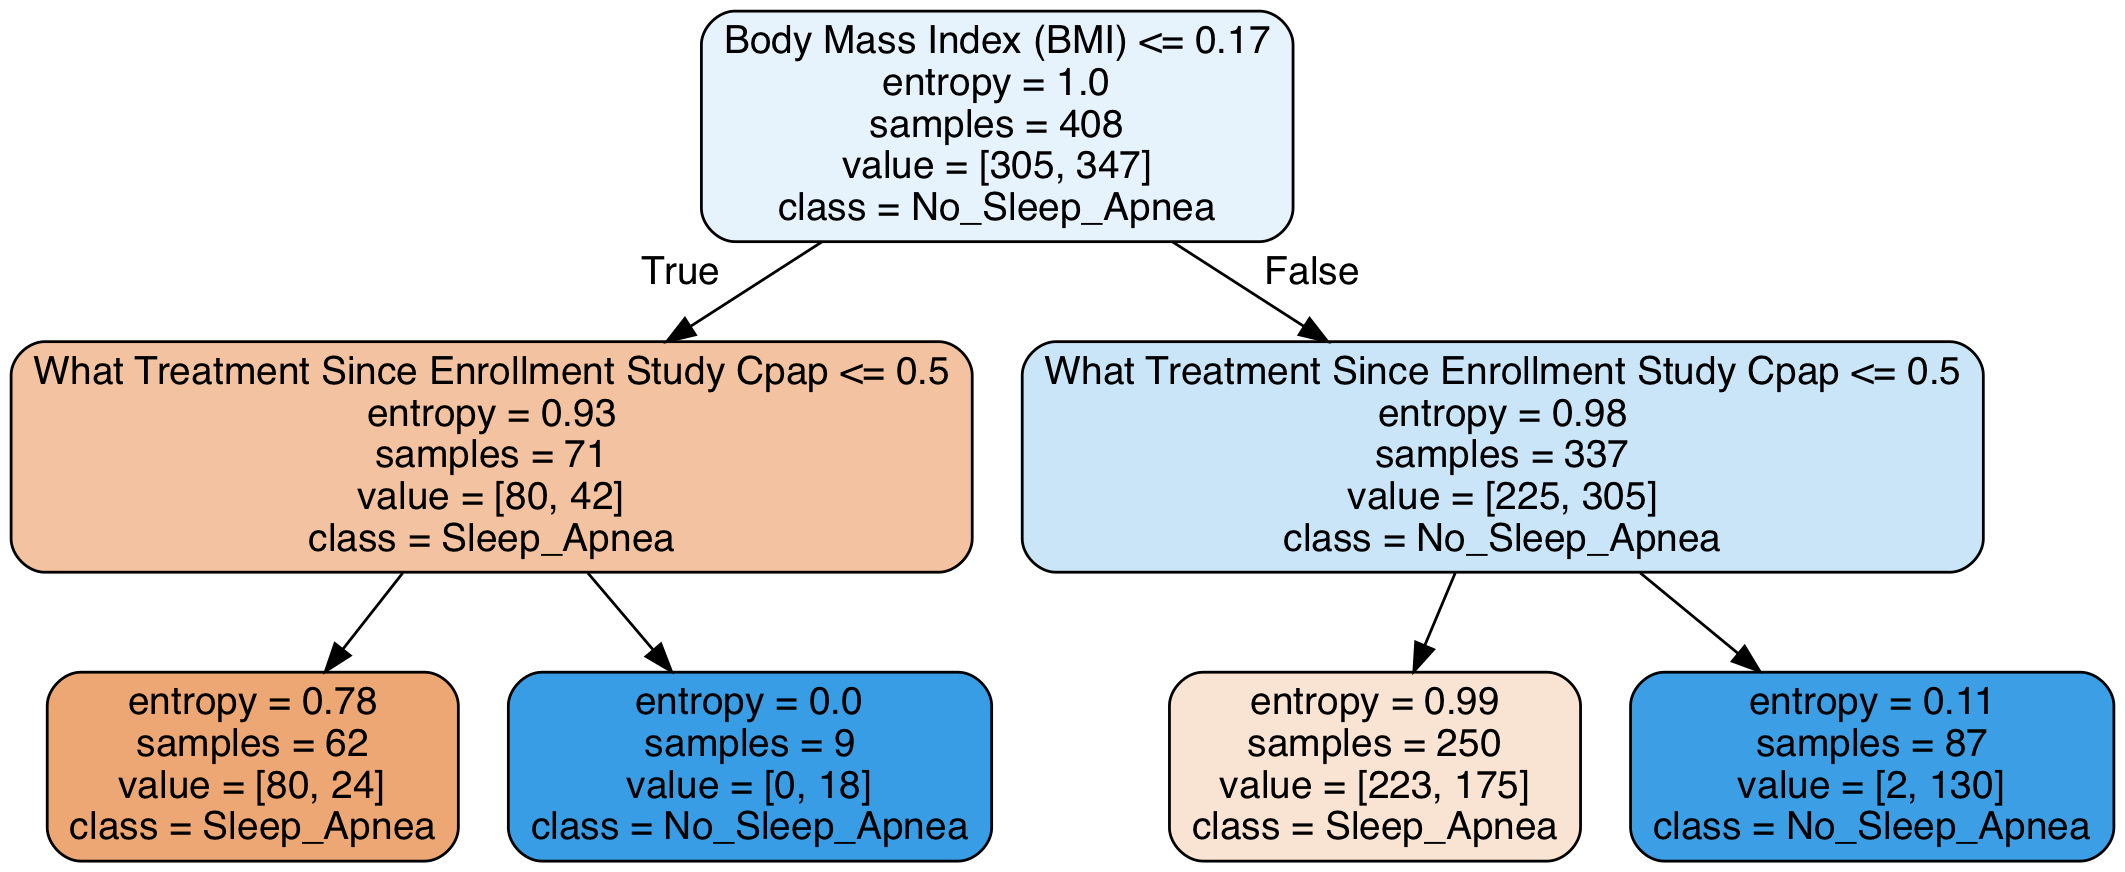 Body Mass Index (BMI) <= 0.17
entropy = 1.0
samples = 408
value = [305, 347]
class = No_Sleep_Apnea
True
False
What Treatment Since Enrollment Study Cpap <= 0.5
entropy = 0.93
samples = 71
value = [80, 42]
class = Sleep_Apnea
What Treatment Since Enrollment Study Cpap <= 0.5
entropy = 0.98
samples = 337
value = [225, 305]
class = No_Sleep_Apnea
entropy = 0.78
samples = 62
value = [80, 24]
class = Sleep_Apnea
entropy = 0.0
samples = 9
value = [0, 18]
class = No_Sleep_Apnea
entropy = 0.99
samples = 250
value = [223, 175]
class = Sleep_Apnea
entropy = 0.11
samples = 87
value = [2, 130]
class = No_Sleep_Apnea